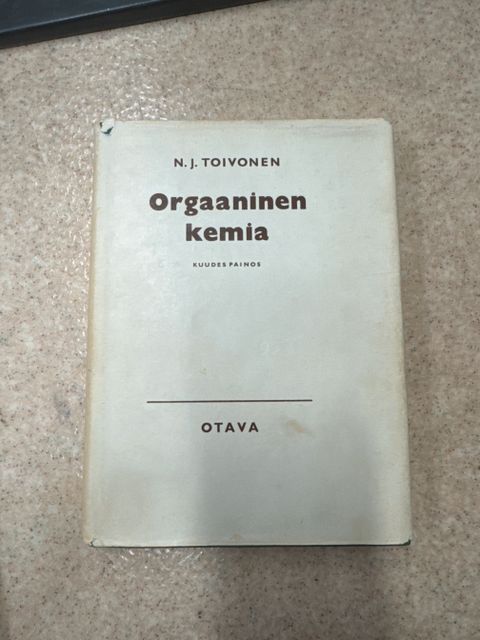 N. J. TOIVONEN
Orgaaninen
kemia
KUUDES PAINOS
OTAVA